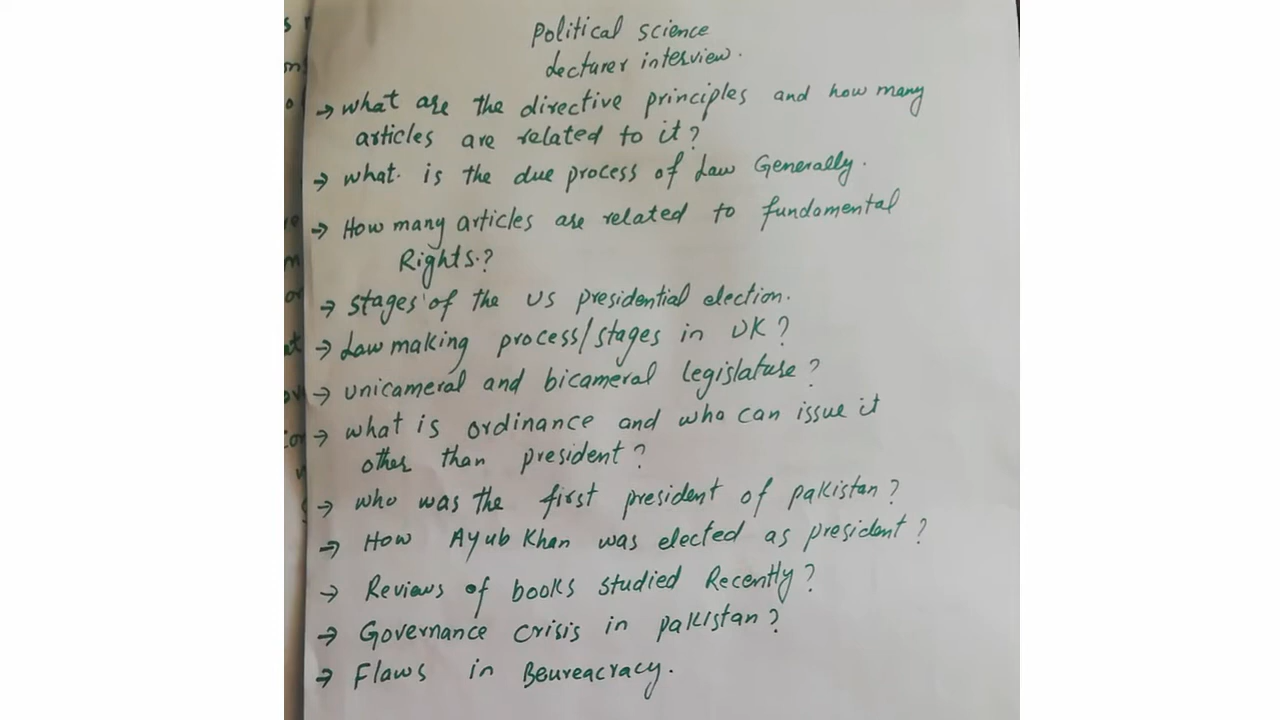 Political science
Lecturer interview.
→ what are the directive principles and how many
articles are related to it?
→ what is the due process of Law Generally.
→ How many articles are related to fundamental
Rights.?
→ stages of the US presidential election.
→ Law making process/stages in UK?
→ unicameral and bicameral legislature?
→ what is ordinance and who can issue it
other than president?
→ who was the first president of pakistan?
→ How Ayub Khan was elected as president?
→ Reviews of books studied Recently?
→ Governance crisis in pakistan?
→ Flaws in Beureacracy.